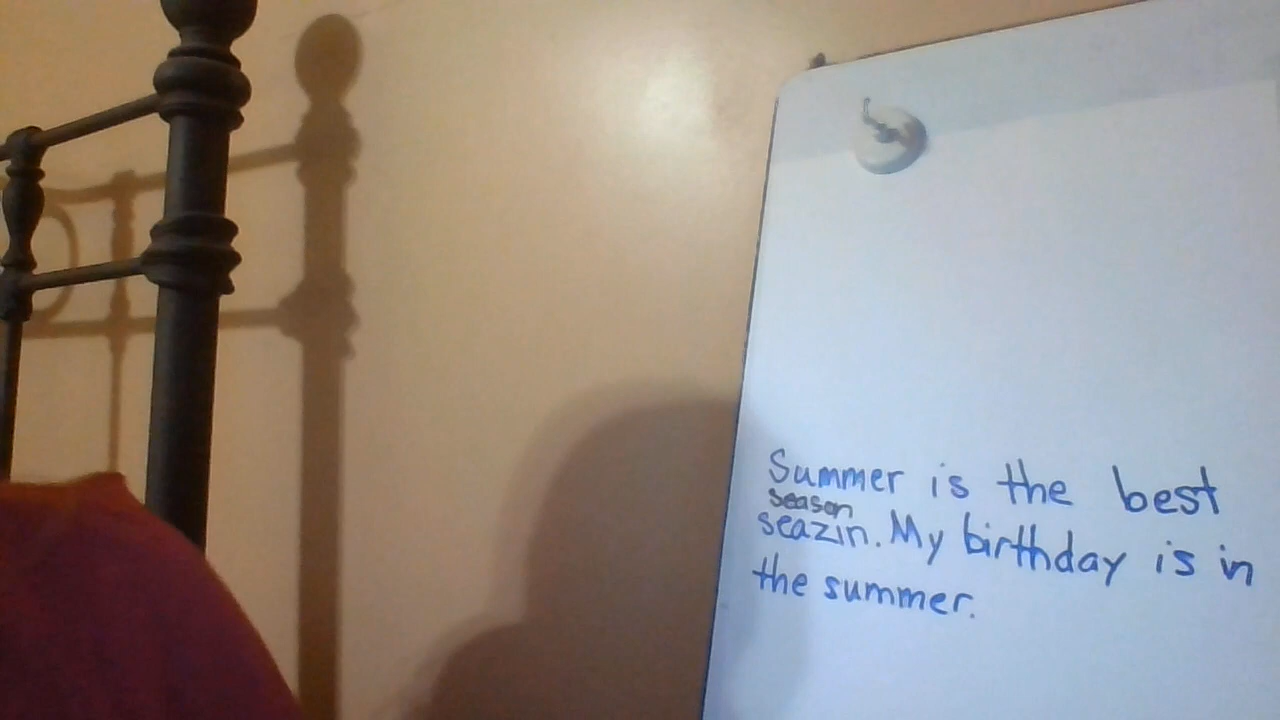 Summer is the best
season
seazin. My birthday is in
the summer.